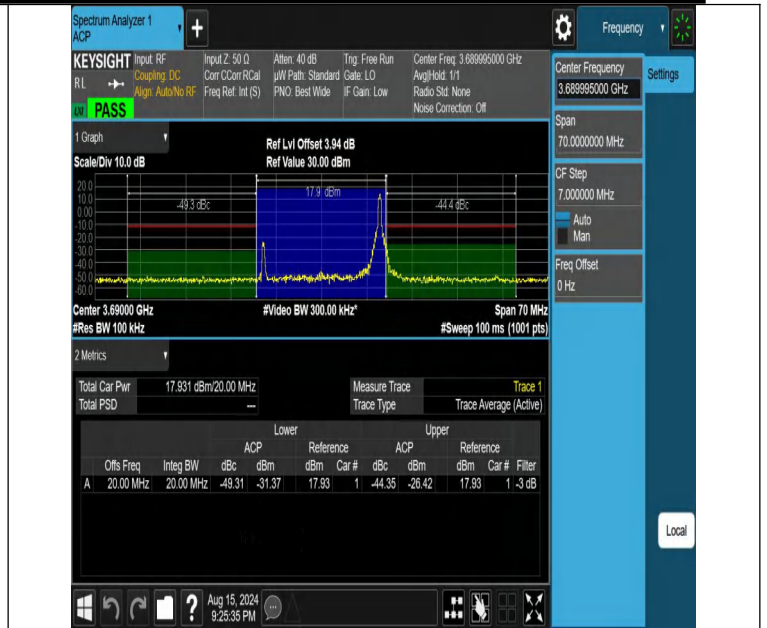 Spectrum Analyzer 1
ACP
+
Frequency
KEYSIGHT
RL
PASS
Input: RF
Coupling: DC
Align: Auto/No RF
Input Z: 50 Ω
Corr CCorr RCal
Freq Ref: Int (S)
Atten: 40 dB
µW Path: Standard
PNO: Best Wide
Trig: Free Run
Gate: LO
IF Gain: Low
Center Freq: 3.689995000 GHz
Avg|Hold: 1/1
Radio Std: None
Noise Correction: Off
Center Frequency
3.689995000 GHz
Settings
Span
70.0000000 MHz
CF Step
7.000000 MHz
Auto
Man
Freq Offset
0 Hz
1 Graph
Scale/Div 10.0 dB
Ref Lvl Offset 3.94 dB
Ref Value 30.00 dBm
20.0
10.0
0.00
-10.0
-20.0
-30.0
-40.0
-50.0
-60.0
-49.3 dBc
17.9 dBm
-44.4 dBc
Center 3.69000 GHz
#Video BW 300.00 kHz*
Span 70 MHz
#Res BW 100 kHz
#Sweep 100 ms (1001 pts)
2 Metrics
Total Car Pwr 17.931 dBm/20.00 MHz
Total PSD ---
Measure Trace Trace 1
Trace Type Trace Average (Active)
Lower Upper
ACP Reference ACP Reference
Offs Freq Integ BW dBc dBm dBm Car # dBc dBm dBm Car # Filter
A 20.00 MHz 20.00 MHz -49.31 -31.37 17.93 1 -44.35 -26.42 17.93 1 -3 dB
Local
?
Aug 15, 2024
9:25:35 PM